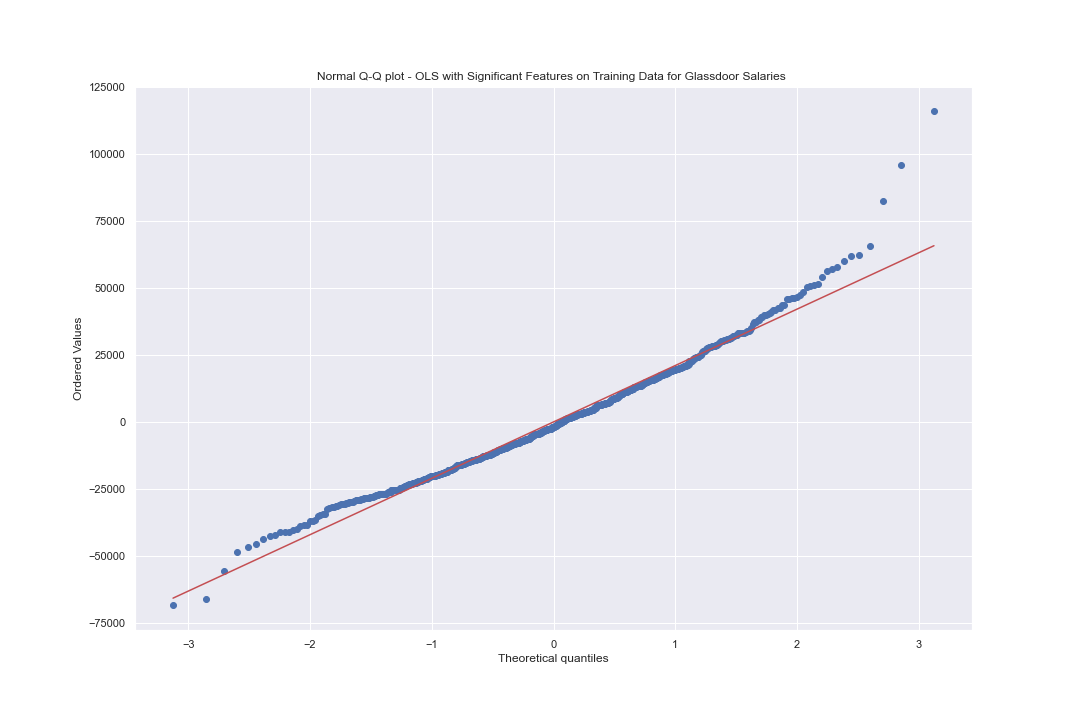 Normal Q-Q plot - OLS with Significant Features on Training Data for Glassdoor Salaries
125000
100000
75000
50000
25000
0
−25000
−50000
−75000
Ordered Values
−3 −2 −1 0 1 2 3
Theoretical quantiles